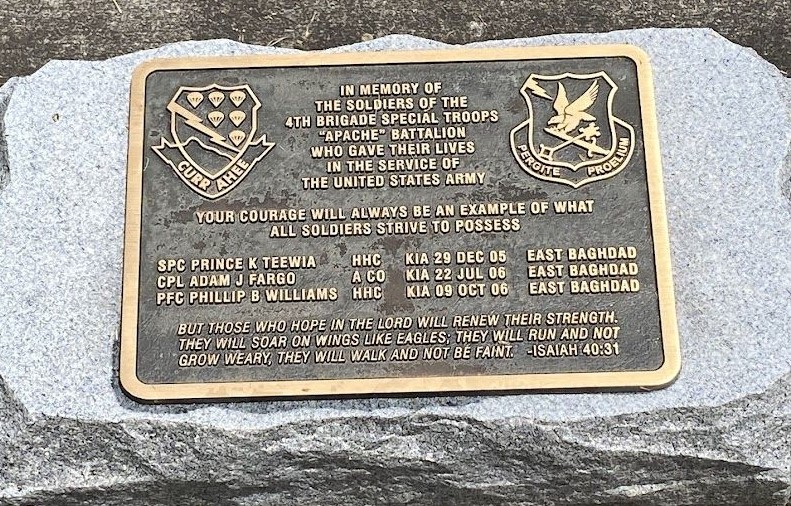 IN MEMORY OF
THE SOLDIERS OF THE
4TH BRIGADE SPECIAL TROOPS
"APACHE" BATTALION
WHO GAVE THEIR LIVES
IN THE SERVICE OF
THE UNITED STATES ARMY
CURRAHEE
PERGITE PROELIUM
YOUR COURAGE WILL ALWAYS BE AN EXAMPLE OF WHAT
ALL SOLDIERS STRIVE TO POSSESS
SPC PRINCE K TEEWIA HHC KIA 29 DEC 05 EAST BAGHDAD
CPL ADAM J FARGO A CO KIA 22 JUL 06 EAST BAGHDAD
PFC PHILLIP B WILLIAMS HHC KIA 09 OCT 06 EAST BAGHDAD
BUT THOSE WHO HOPE IN THE LORD WILL RENEW THEIR STRENGTH.
THEY WILL SOAR ON WINGS LIKE EAGLES; THEY WILL RUN AND NOT
GROW WEARY, THEY WILL WALK AND NOT BE FAINT. -ISAIAH 40:31